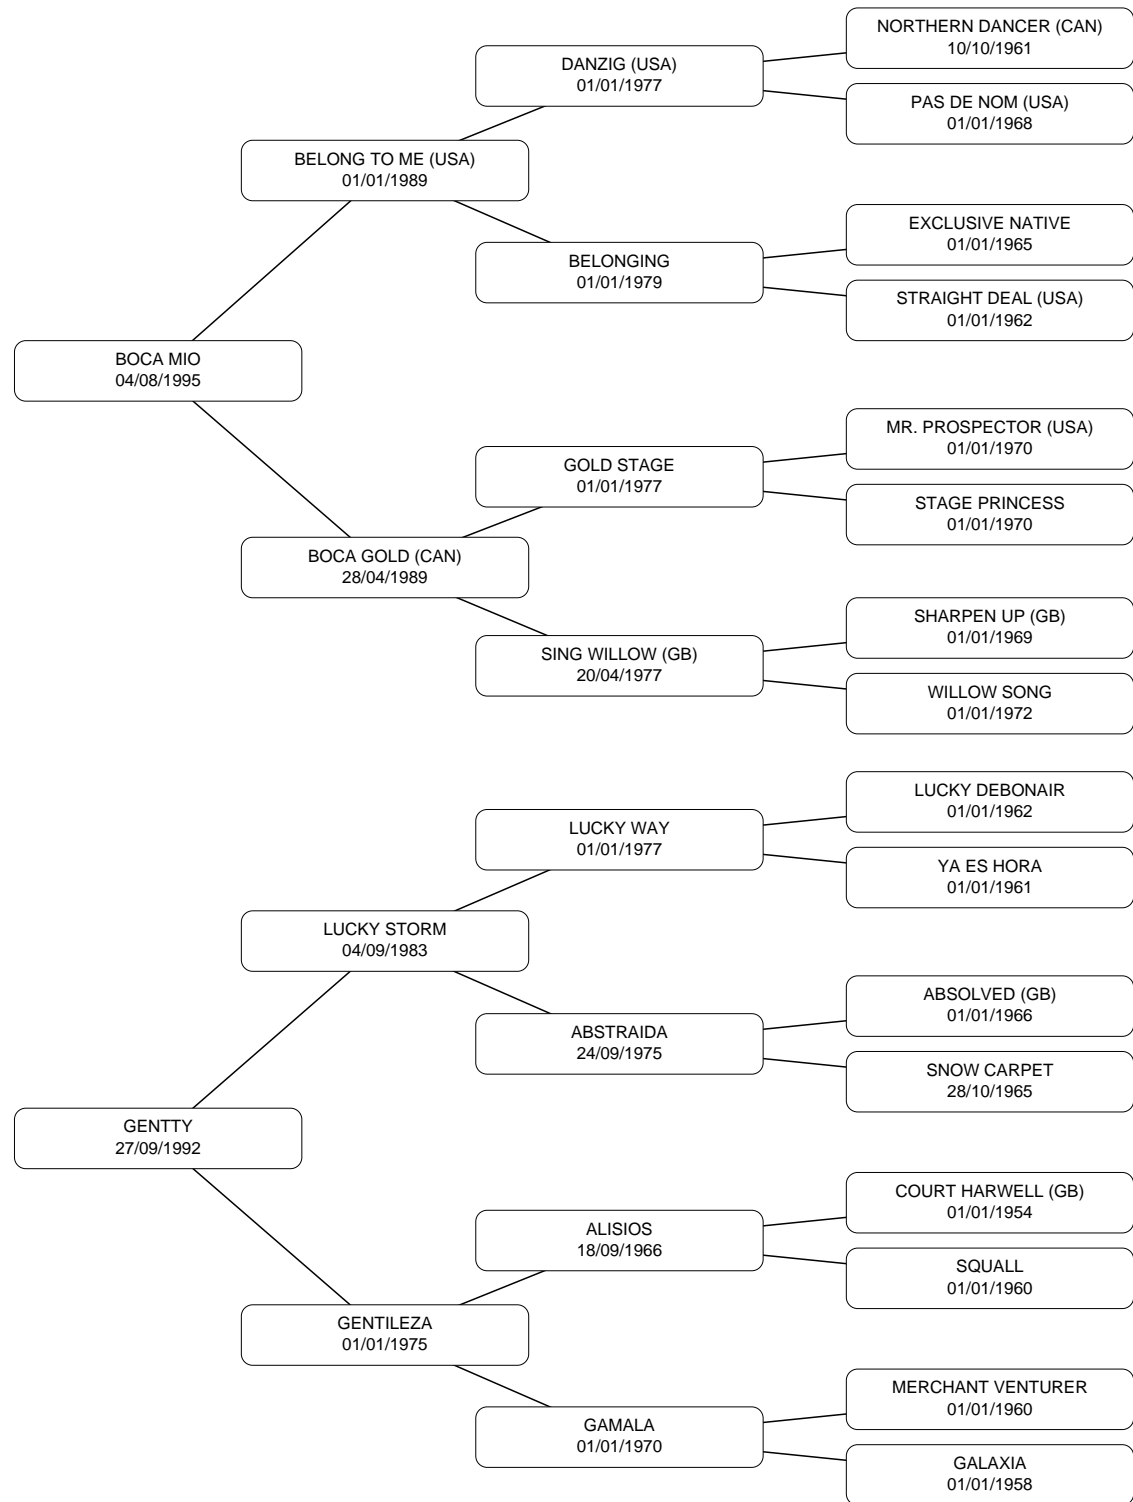 NORTHERN DANCER (CAN)
10/10/1961
DANZIG (USA)
01/01/1977
PAS DE NOM (USA)
01/01/1968
BELONG TO ME (USA)
01/01/1989
EXCLUSIVE NATIVE
01/01/1965
BELONGING
01/01/1979
STRAIGHT DEAL (USA)
01/01/1962
BOCA MIO
04/08/1995
MR. PROSPECTOR (USA)
01/01/1970
GOLD STAGE
01/01/1977
STAGE PRINCESS
01/01/1970
BOCA GOLD (CAN)
28/04/1989
SHARPEN UP (GB)
01/01/1969
SING WILLOW (GB)
20/04/1977
WILLOW SONG
01/01/1972
LUCKY DEBONAIR
01/01/1962
LUCKY WAY
01/01/1977
YA ES HORA
01/01/1961
LUCKY STORM
04/09/1983
ABSOLVED (GB)
01/01/1966
ABSTRAIDA
24/09/1975
SNOW CARPET
28/10/1965
GENTTY
27/09/1992
COURT HARWELL (GB)
01/01/1954
ALISIOS
18/09/1966
SQUALL
01/01/1960
GENTILEZA
01/01/1975
MERCHANT VENTURER
01/01/1960
GAMALA
01/01/1970
GALAXIA
01/01/1958